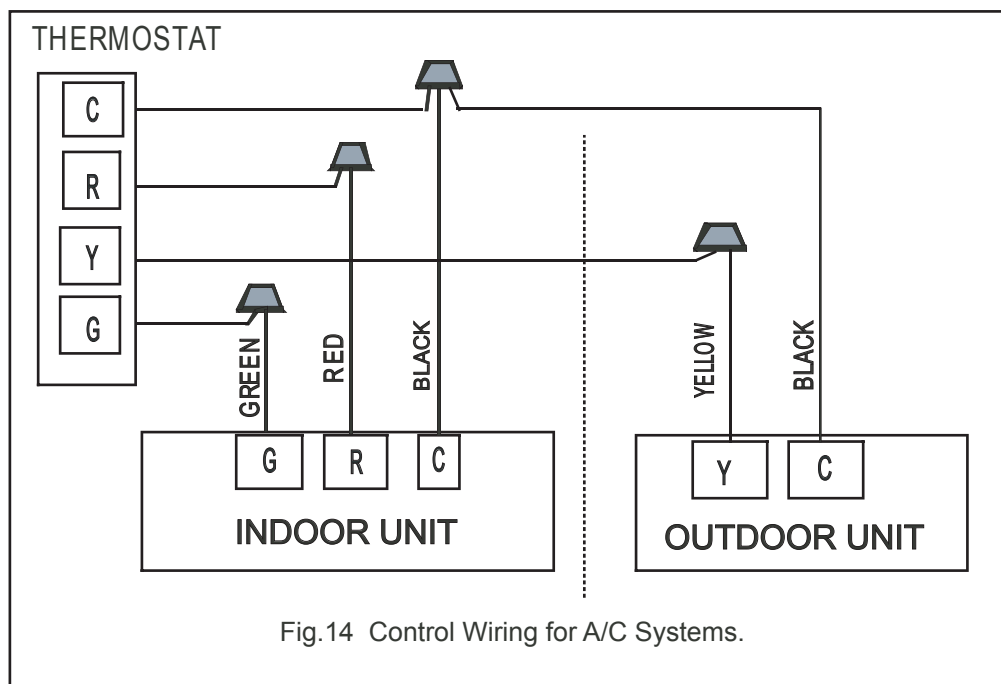 THERMOSTAT
C
R
Y
G
GREEN
RED
BLACK
YELLOW
BLACK
G
R
C
Y
C
INDOOR UNIT
OUTDOOR UNIT
Fig.14 Control Wiring for A/C Systems.